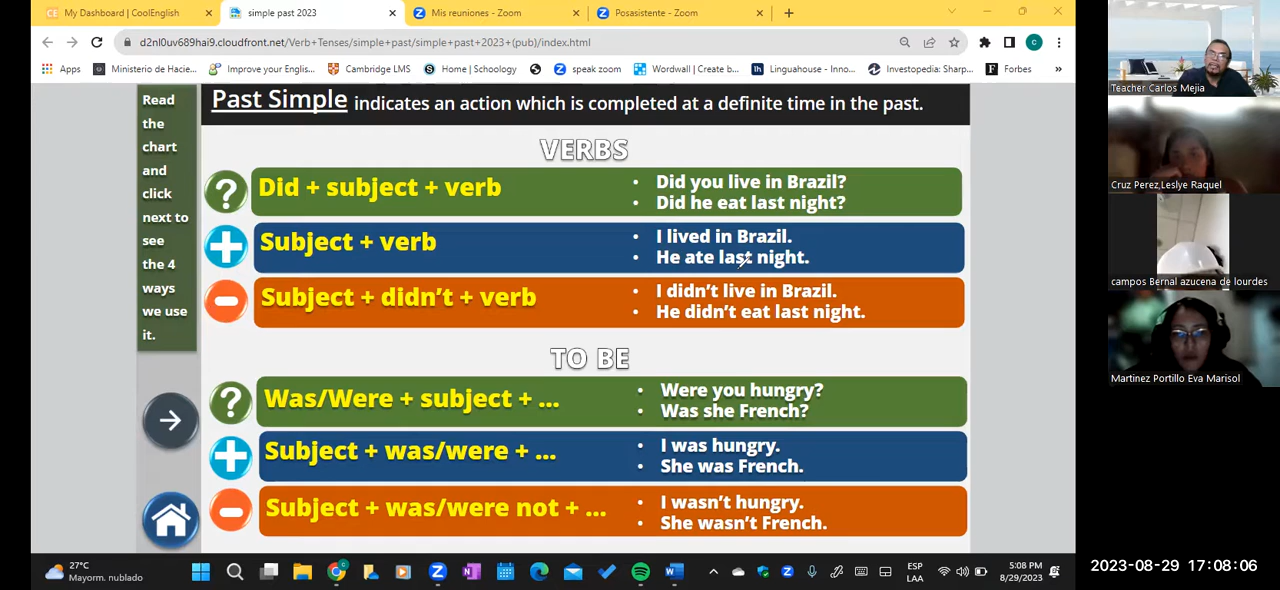 My Dashboard | CoolEnglish
simple past 2023
Mis reuniones - Zoom
Posasistente - Zoom
d2nl0uv689hai9.cloudfront.net/Verb+Tenses/simple+past/simple+past+2023+(pub)/index.html
Apps
Ministerio de Hacie...
Improve your Englis...
Cambridge LMS
Home | Schoology
speak zoom
Wordwall | Create b...
Linguahouse - Inno...
Investopedia: Sharp...
Forbes
Read
the
chart
and
click
next to
see
the 4
ways
we use
it.
Past Simple indicates an action which is completed at a definite time in the past.
VERBS
? Did + subject + verb
• Did you live in Brazil?
• Did he eat last night?
+ Subject + verb
• I lived in Brazil.
• He ate last night.
− Subject + didn't + verb
• I didn't live in Brazil.
• He didn't eat last night.
TO BE
? Was/Were + subject + ...
• Were you hungry?
• Was she French?
+ Subject + was/were + ...
• I was hungry.
• She was French.
− Subject + was/were not + ...
• I wasn't hungry.
• She wasn't French.
Teacher Carlos Mejia
Cruz Perez,Leslye Raquel
campos Bernal azucena de lourdes
Martinez Portillo Eva Marisol
27°C
Mayorm. nublado
ESP
LAA
5:08 PM
8/29/2023
2023-08-29 17:08:06